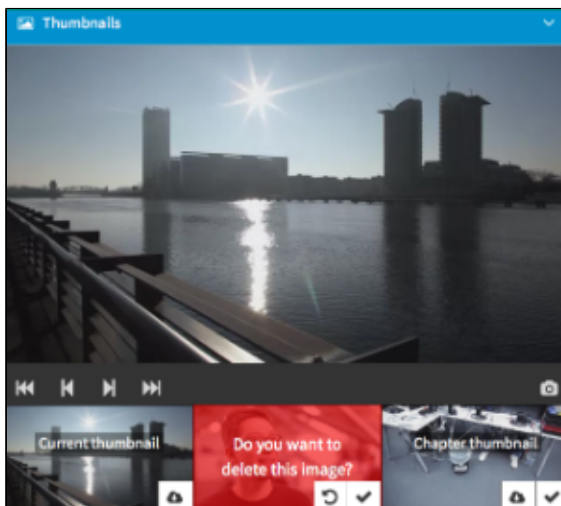 Thumbnails
Current thumbnail
Do you want to
delete this image?
Chapter thumbnail